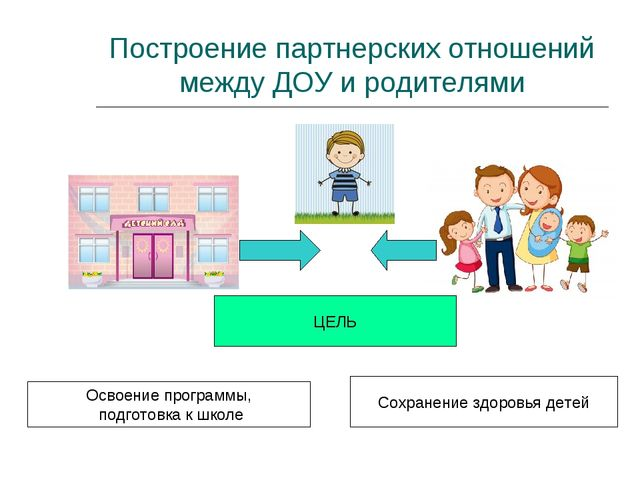 Построение партнерских отношений
между ДОУ и родителями
ДЕТСКИЙ САД
ЦЕЛЬ
Освоение программы,
подготовка к школе
Сохранение здоровья детей